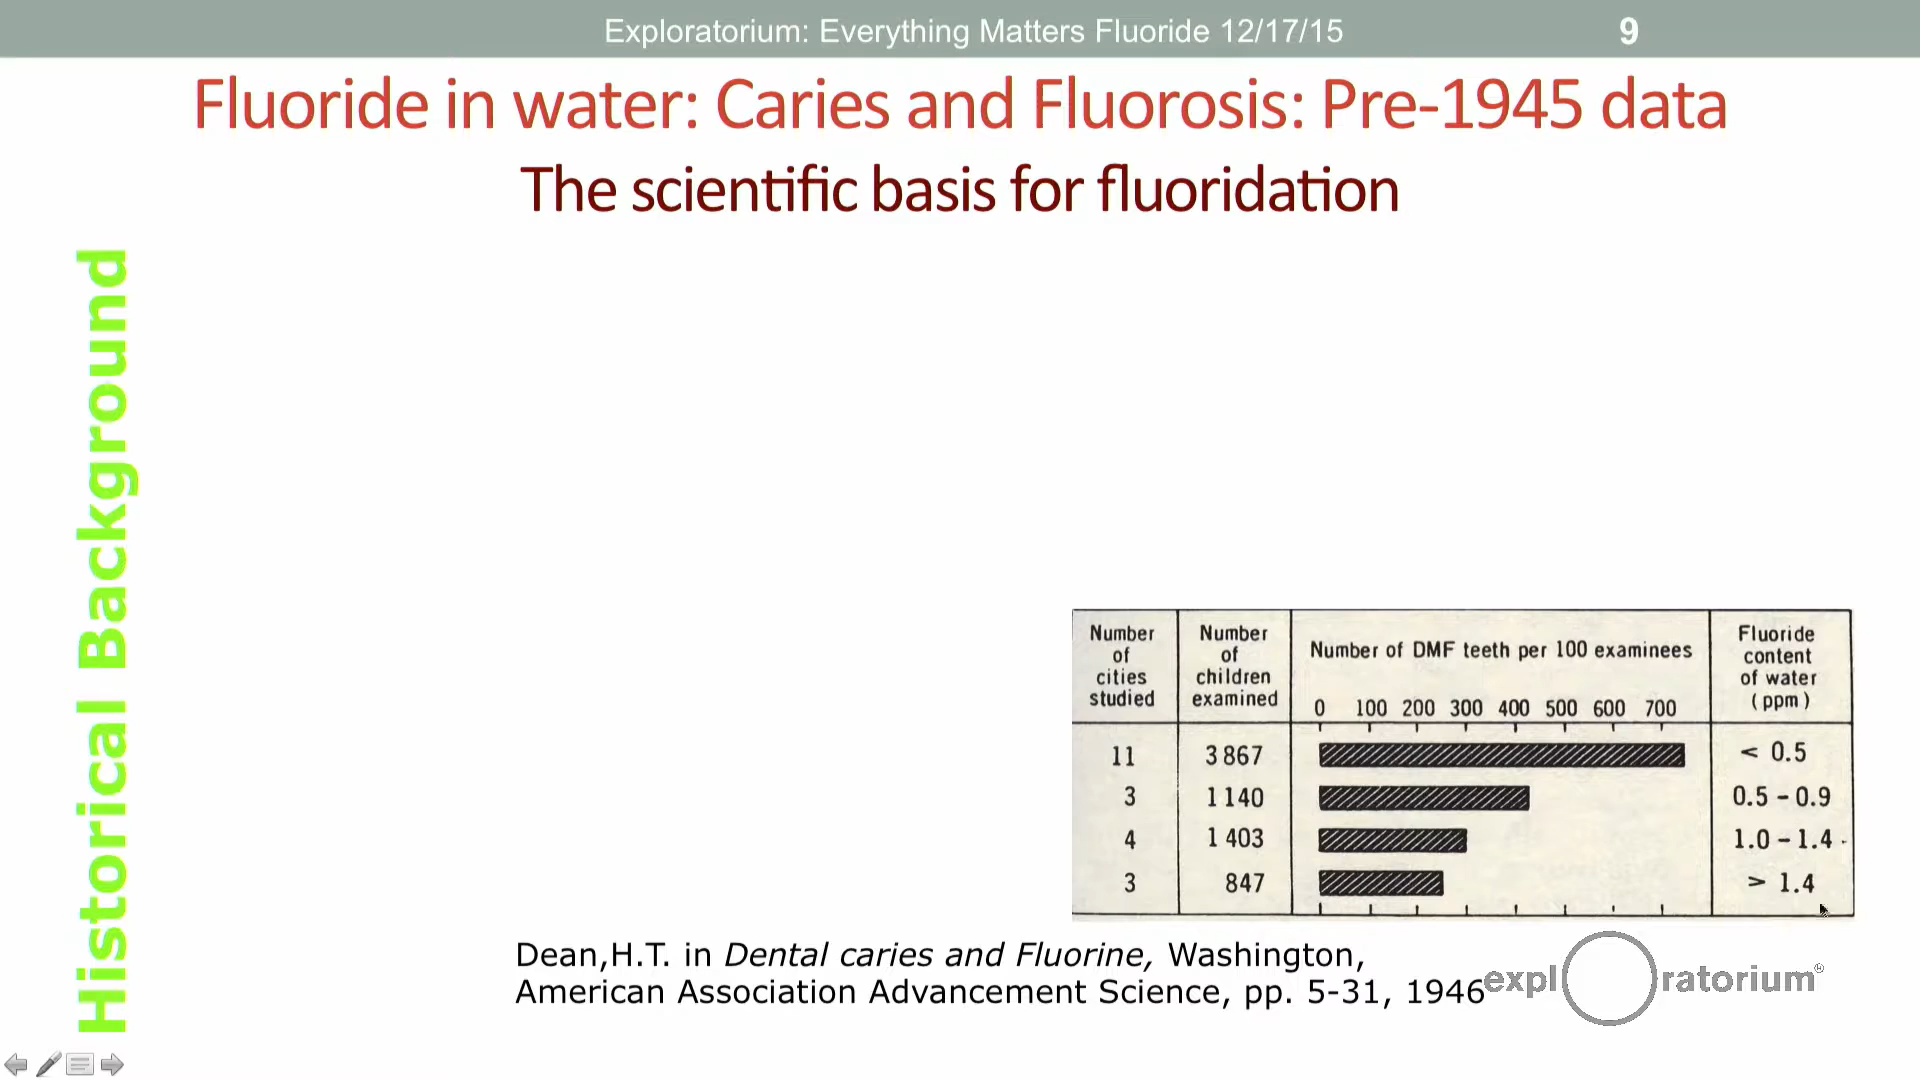 Exploratorium: Everything Matters Fluoride 12/17/15
9
Fluoride in water: Caries and Fluorosis: Pre-1945 data
The scientific basis for fluoridation
Historical Background
Number
of
cities
studied
Number
of
children
examined
Number of DMF teeth per 100 examinees
0 100 200 300 400 500 600 700
Fluoride
content
of water
(ppm)
11 3 867 < 0.5
3 1 140 0.5 – 0.9
4 1 403 1.0 – 1.4
3 847 > 1.4
Dean,H.T. in Dental caries and Fluorine, Washington,
American Association Advancement Science, pp. 5-31, 1946
exploratorium®